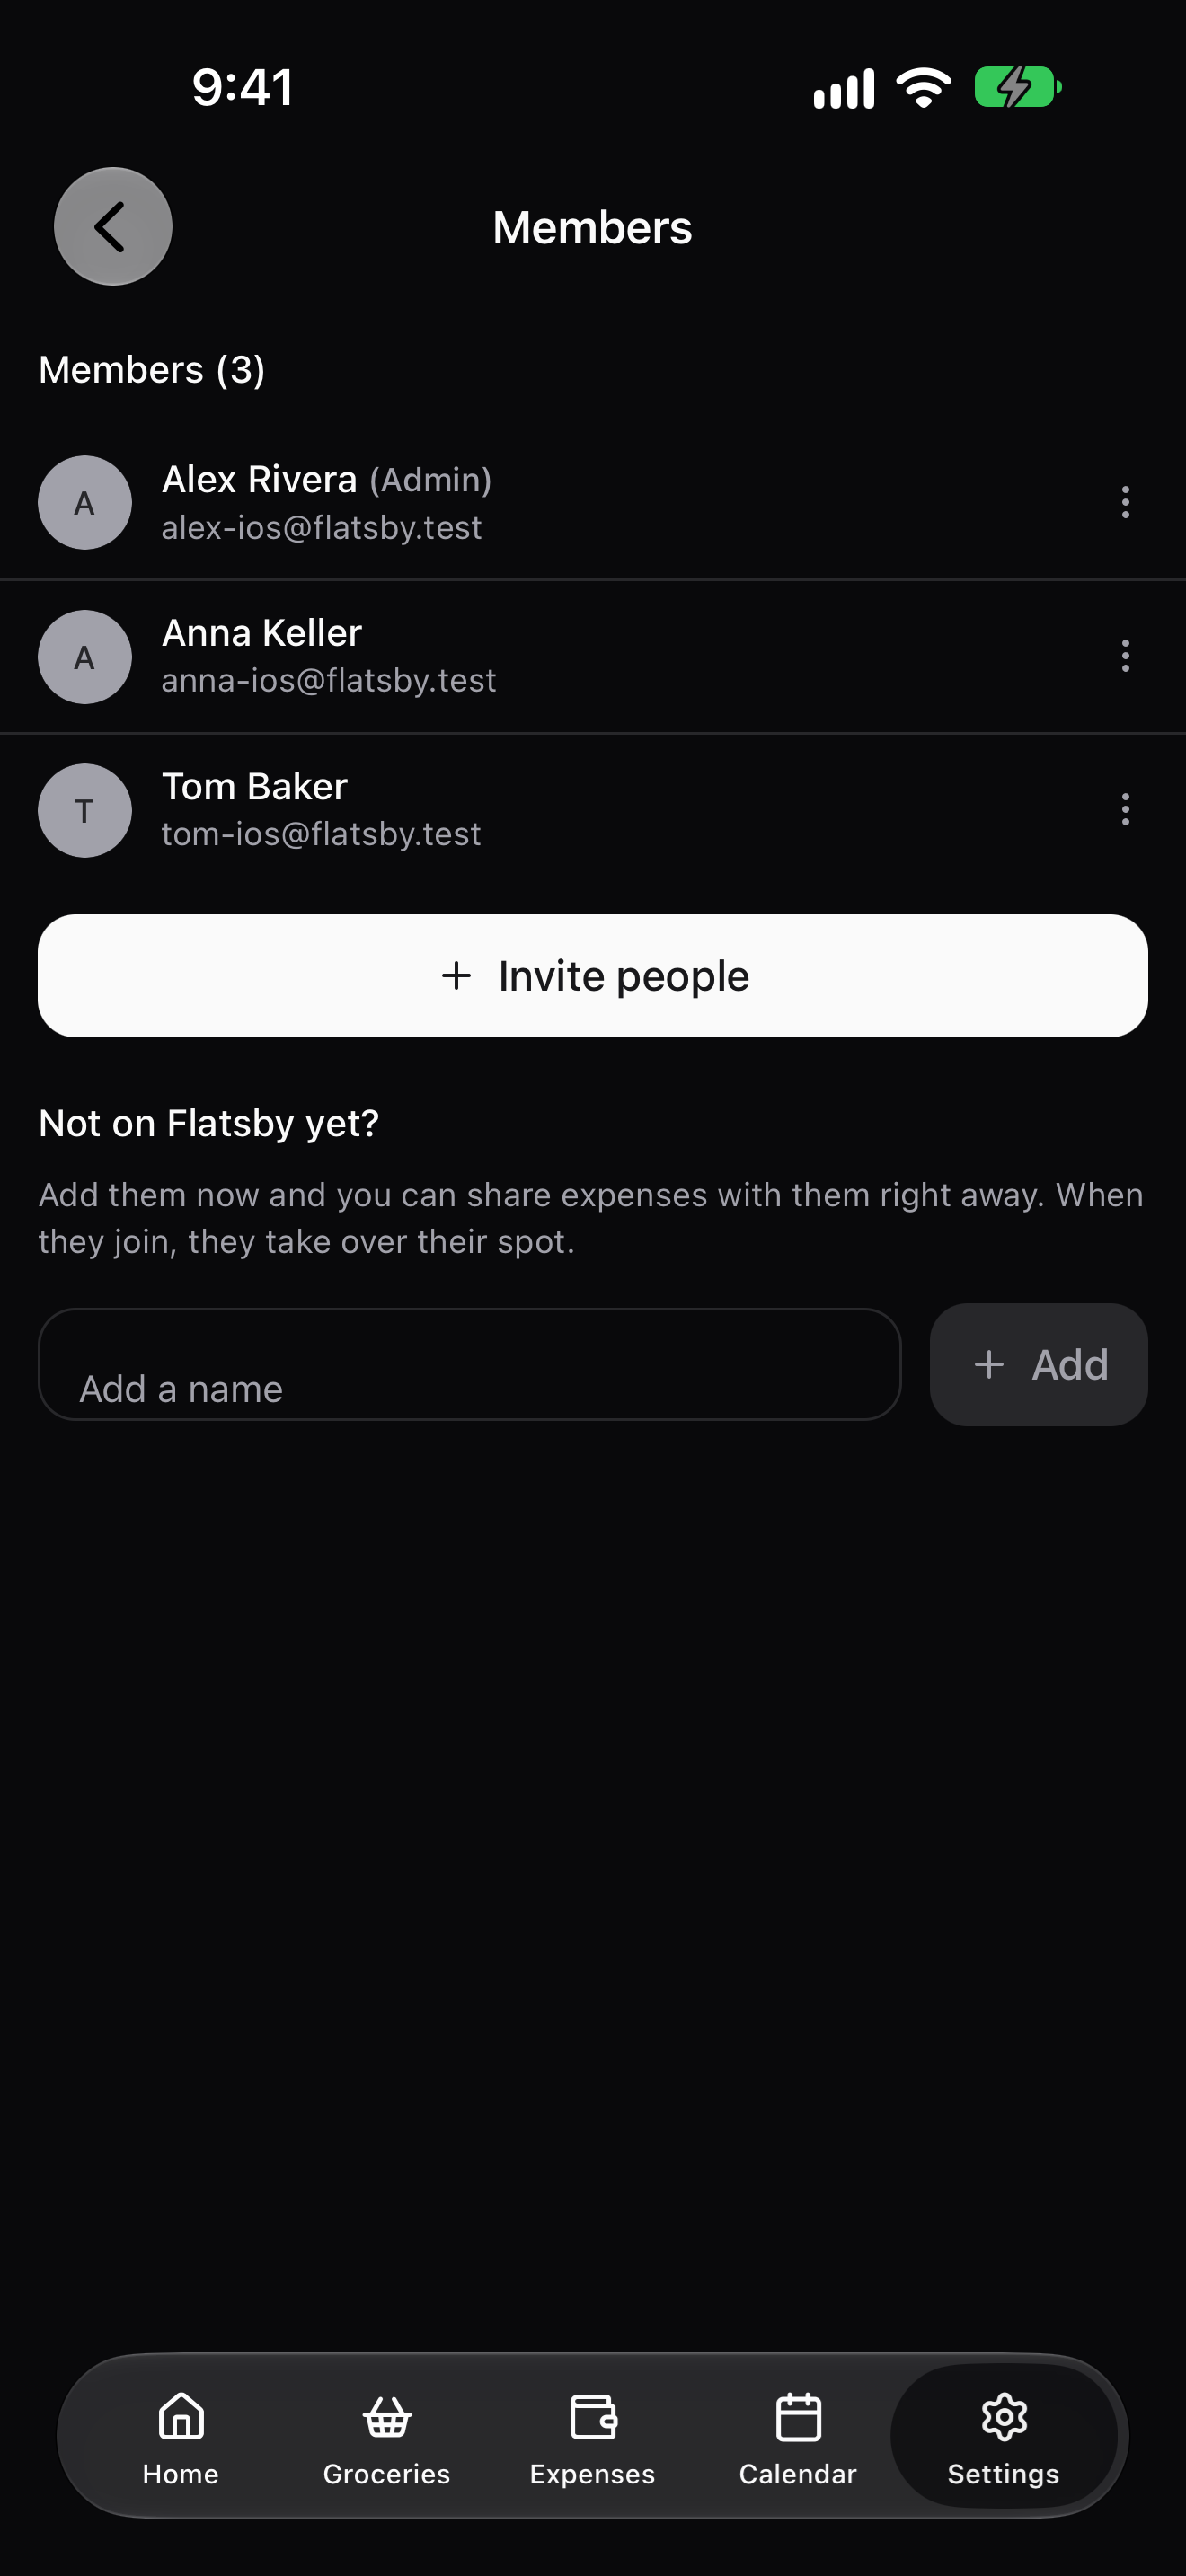 9:41
Members
Members (3)
A
Alex Rivera (Admin)
alex-ios@flatsby.test
A
Anna Keller
anna-ios@flatsby.test
T
Tom Baker
tom-ios@flatsby.test
+ Invite people
Not on Flatsby yet?
Add them now and you can share expenses with them right away. When
they join, they take over their spot.
Add a name
+ Add
Home Groceries Expenses Calendar Settings